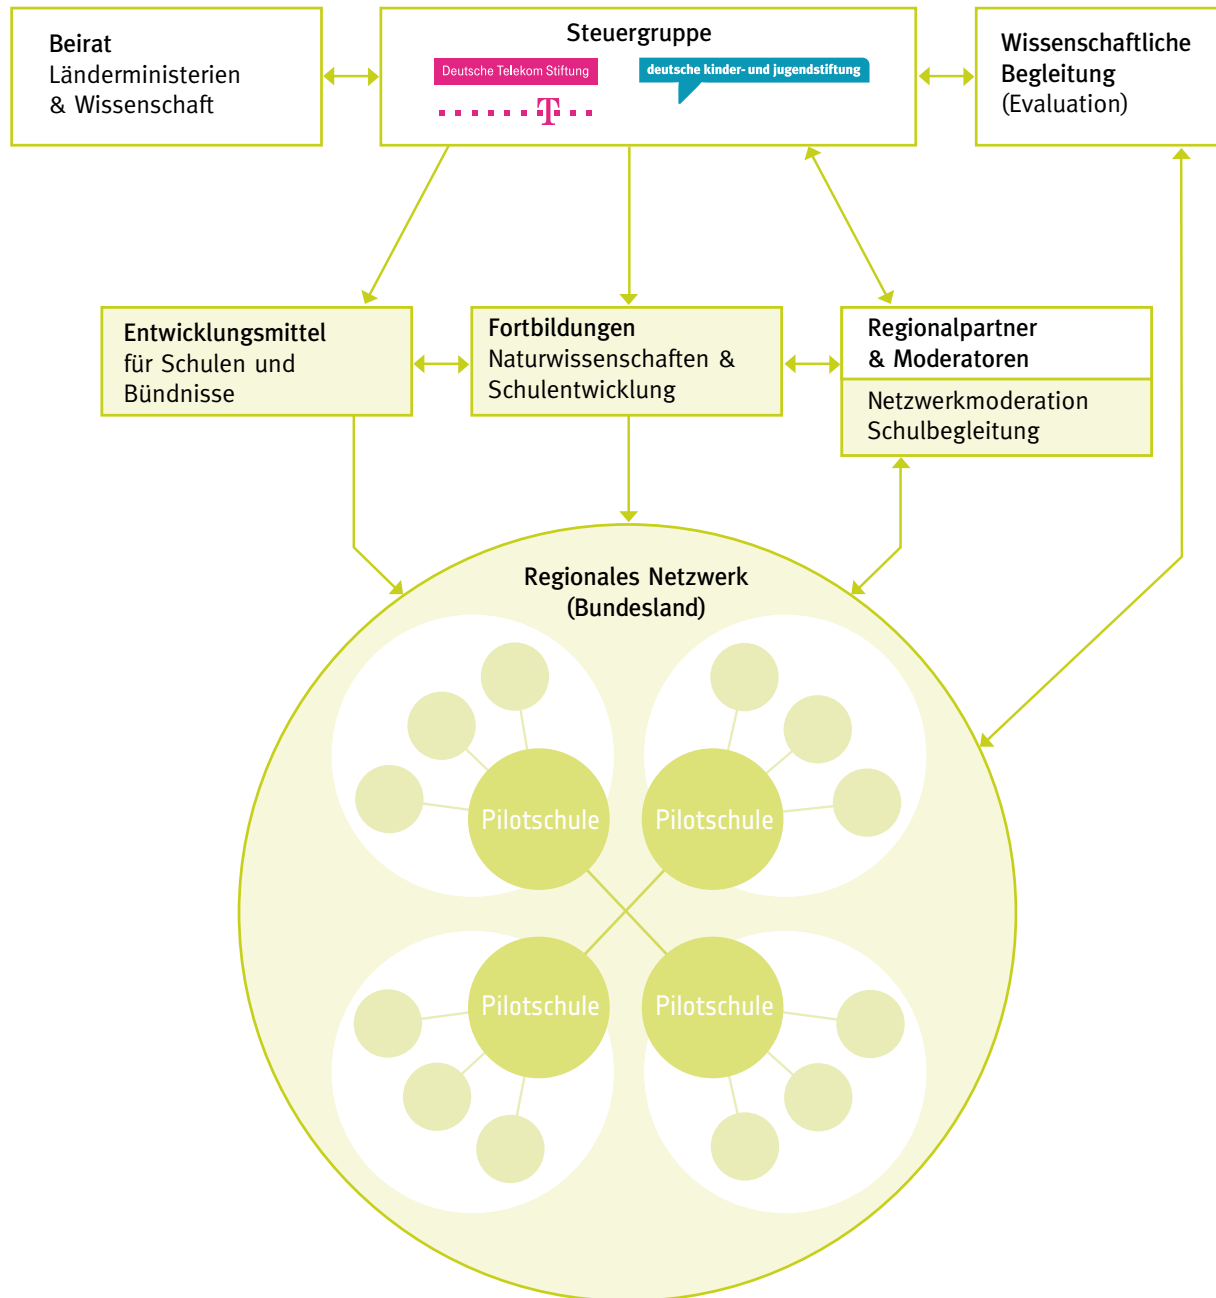 Beirat
Länderministerien
& Wissenschaft
Steuergruppe
Deutsche Telekom Stiftung
T
deutsche kinder- und jugendstiftung
Wissenschaftliche
Begleitung
(Evaluation)
Entwicklungsmittel
für Schulen und
Bündnisse
Fortbildungen
Naturwissenschaften &
Schulentwicklung
Regionalpartner
& Moderatoren
Netzwerkmoderation
Schulbegleitung
Regionales Netzwerk
(Bundesland)
Pilotschule
Pilotschule
Pilotschule
Pilotschule